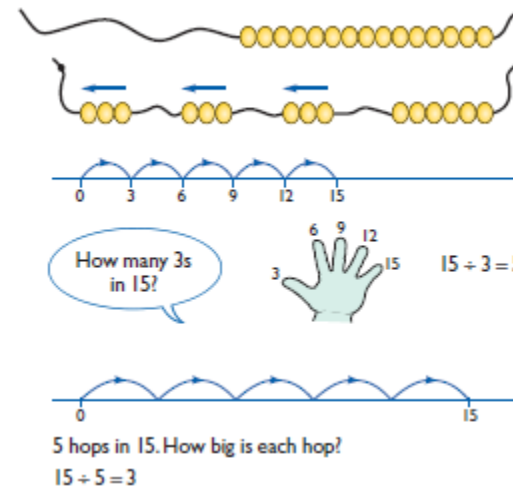 0 3 6 9 12 15
How many 3s
in 15?
3 6 9 12 15
15 ÷ 3 =
0 15
5 hops in 15. How big is each hop?
15 ÷ 5 = 3